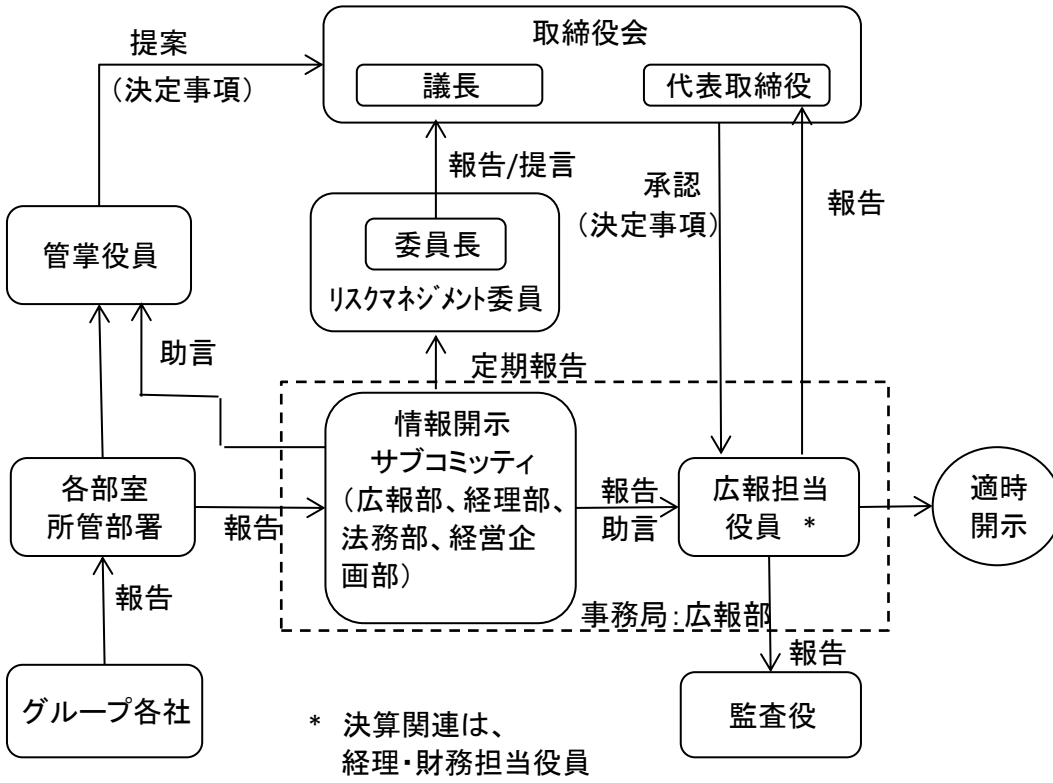 取締役会
議長
代表取締役
提案
（決定事項）
報告/提言
承認
（決定事項）
報告
管掌役員
委員長
リスクマネジメント委員
助言
定期報告
情報開示
サブコミッティ
（広報部、経理部、
法務部、経営企
画部）
各部室
所管部署
報告
報告
助言
広報担当
役員 *
適時
開示
事務局：広報部
報告
報告
グループ各社
監査役
* 決算関連は、
経理・財務担当役員